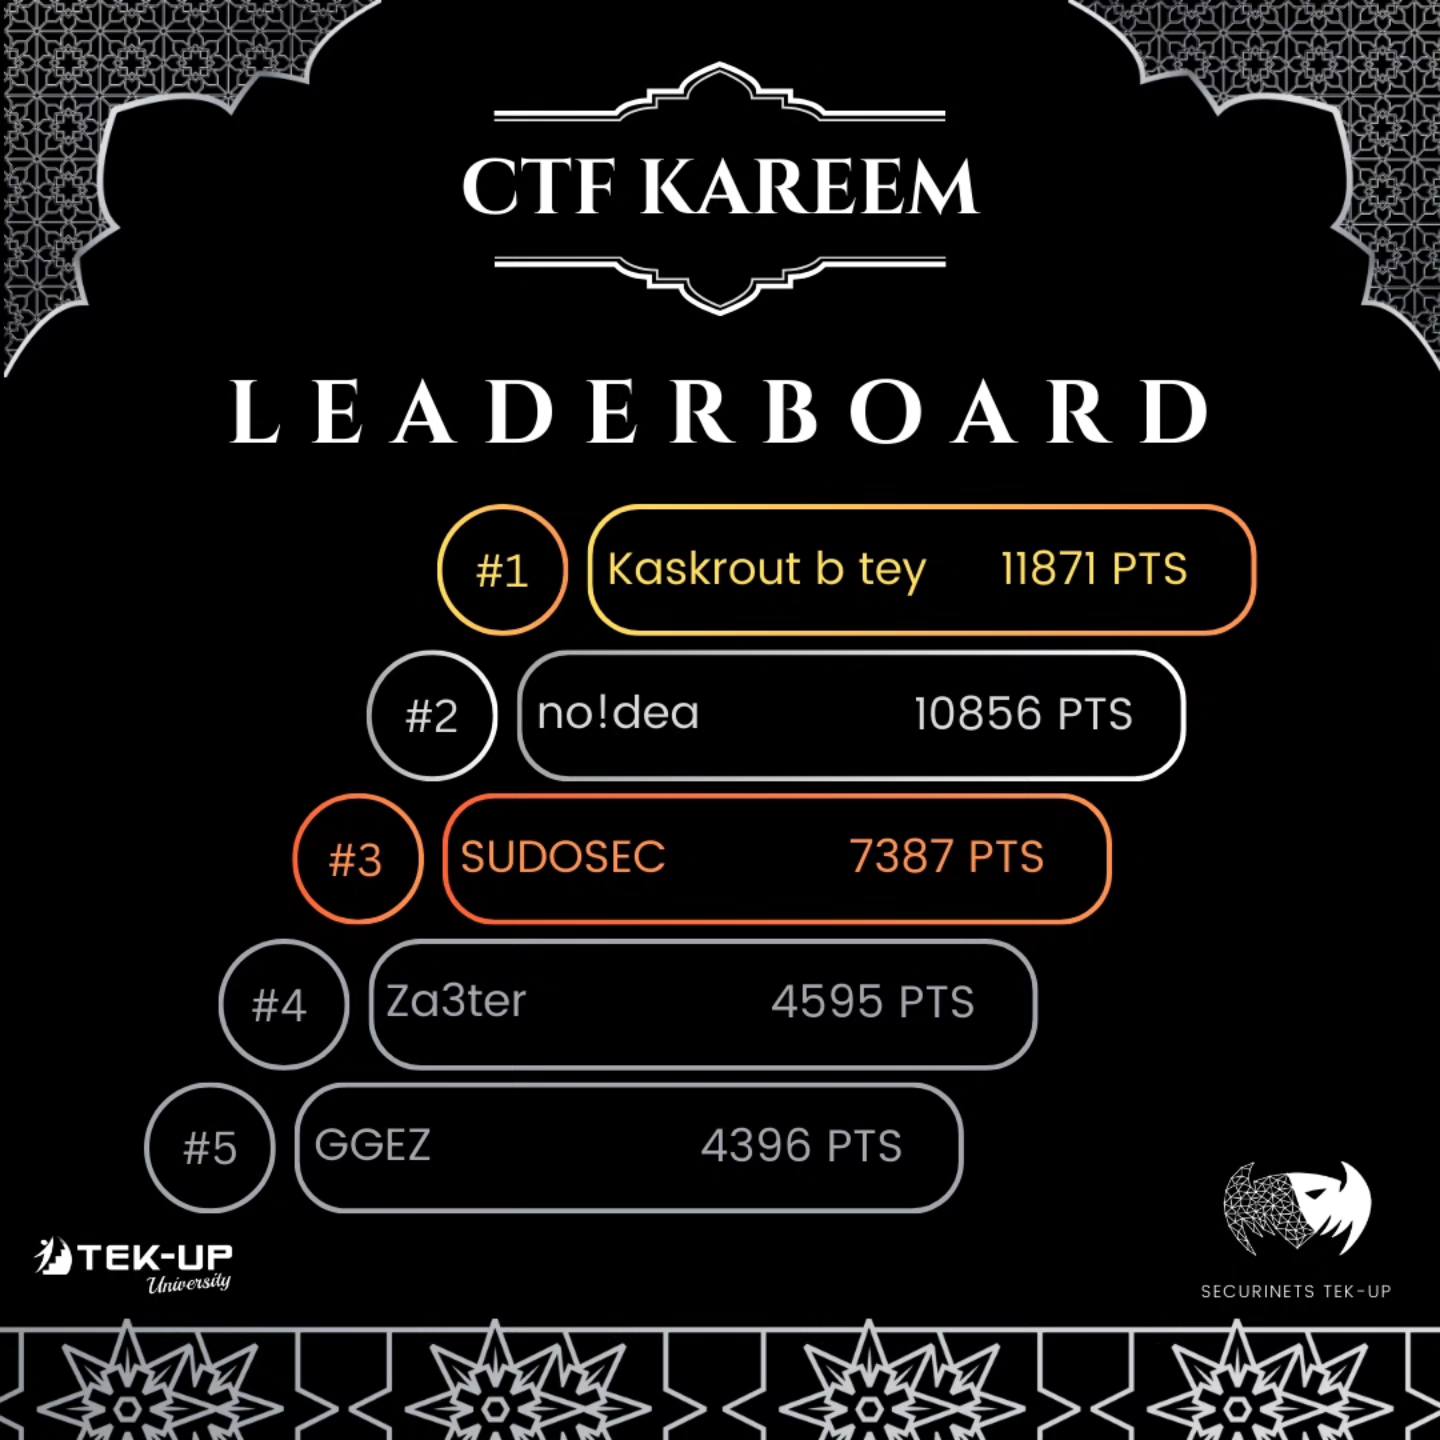 CTF KAREEM
LEADERBOARD
#1 Kaskrout b tey 11871 PTS
#2 no!dea 10856 PTS
#3 SUDOSEC 7387 PTS
#4 Za3ter 4595 PTS
#5 GGEZ 4396 PTS
TEK-UP
University
SECURINETS TEK-UP